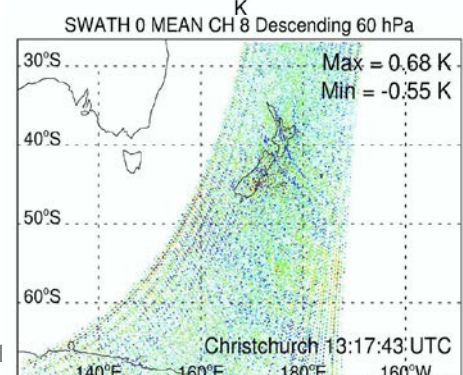 K
SWATH 0 MEAN CH 8 Descending 60 hPa
30°S
Max = 0.68 K
Min = -0.55 K
40°S
50°S
60°S
Christchurch 13:17:43 UTC
140°E 160°E 180°E 160°W